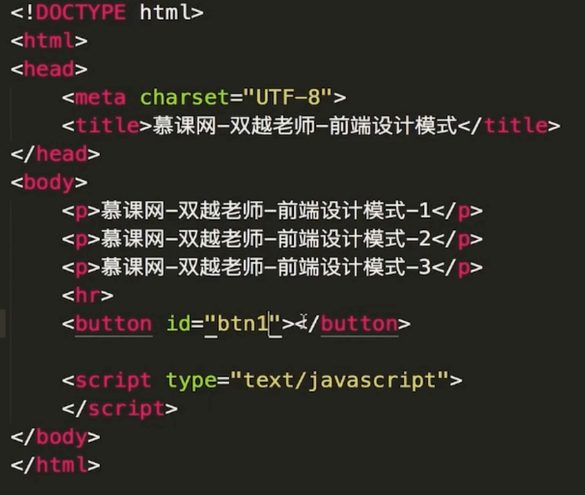 <!DOCTYPE html>
<html>
<head>
    <meta charset="UTF-8">
    <title>慕课网-双越老师-前端设计模式</title>
</head>
<body>
    <p>慕课网-双越老师-前端设计模式-1</p>
    <p>慕课网-双越老师-前端设计模式-2</p>
    <p>慕课网-双越老师-前端设计模式-3</p>
    <hr>
    <button id="btn1"></button>
    <script type="text/javascript">
    </script>
</body>
</html>